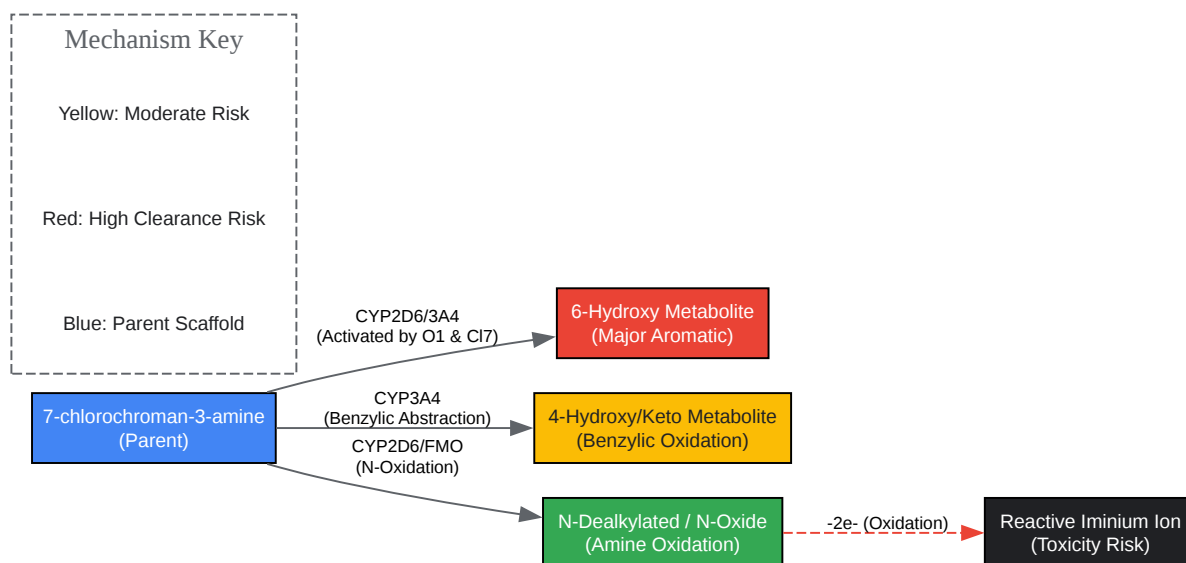 Mechanism Key
Yellow: Moderate Risk
Red: High Clearance Risk
Blue: Parent Scaffold
CYP2D6/3A4
(Activated by O1 & Cl7)
6-Hydroxy Metabolite
(Major Aromatic)
7-chlorochroman-3-amine
(Parent)
CYP3A4
(Benzylic Abstraction)
4-Hydroxy/Keto Metabolite
(Benzylic Oxidation)
CYP2D6/FMO
(N-Oxidation)
N-Dealkylated / N-Oxide
(Amine Oxidation)
-2e- (Oxidation)
Reactive Iminium Ion
(Toxicity Risk)